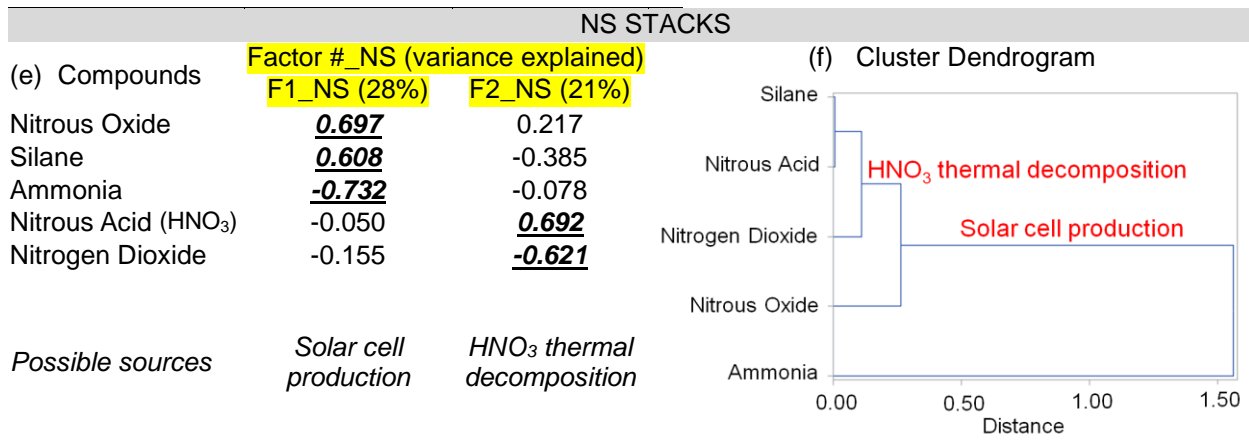 NS STACKS
(e) Compounds
Factor #_NS (variance explained)
F1_NS (28%) F2_NS (21%)
Nitrous Oxide 0.697 0.217
Silane 0.608 -0.385
Ammonia -0.732 -0.078
Nitrous Acid (HNO₃) -0.050 0.692
Nitrogen Dioxide -0.155 -0.621
Possible sources
Solar cell production
HNO₃ thermal decomposition
(f) Cluster Dendrogram
Silane
Nitrous Acid
HNO₃ thermal decomposition
Nitrogen Dioxide
Solar cell production
Nitrous Oxide
Ammonia
0.00 0.50 1.00 1.50
Distance